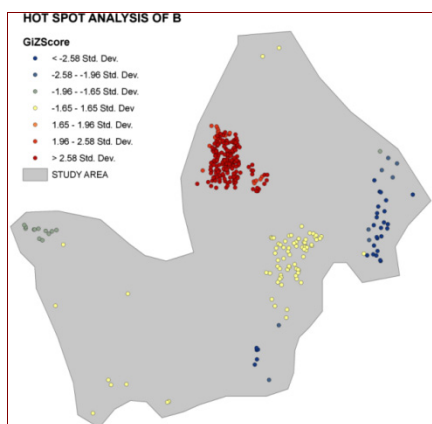 HOT SPOT ANALYSIS OF B
GiZScore
< -2.58 Std. Dev.
-2.58 - -1.96 Std. Dev.
-1.96 - -1.65 Std. Dev.
-1.65 - 1.65 Std. Dev
1.65 - 1.96 Std. Dev.
1.96 - 2.58 Std. Dev.
> 2.58 Std. Dev.
STUDY AREA